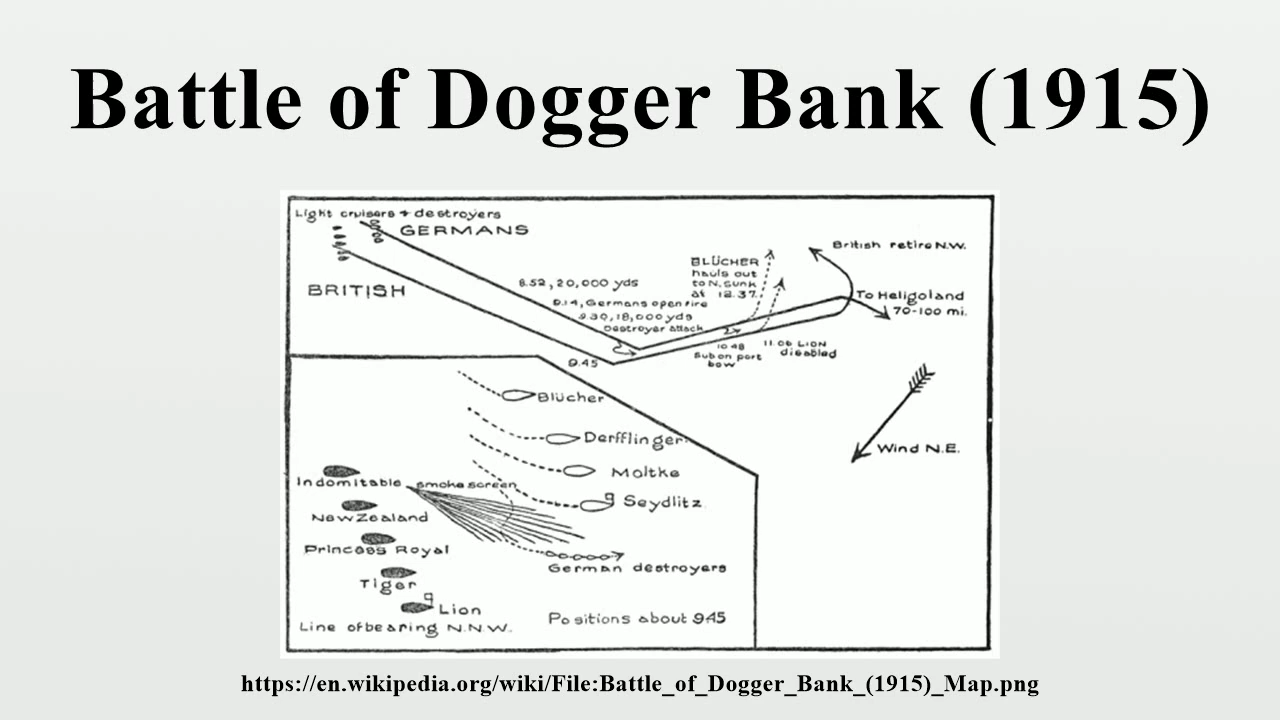 Battle of Dogger Bank (1915)
Light cruisers + destroyers
GERMANS
BRITISH
8.52, 20,000 yds
9.14, Germans open fire
9.30, 18,000 yds
Destroyer attack
9.45
BLÜCHER
hauls out
to N. sunk
at 12.37.
10.48
Sub on port
bow
11.06 LION
disabled
British retire N.W.
To Heligoland
70-100 mi.
Wind N.E.
Blücher
Derfflinger
Moltke
Seydlitz
Indomitable
smoke screen
New Zealand
Princess Royal
Tiger
Lion
German destroyers
Line of bearing N.N.W.
Positions about 945
https://en.wikipedia.org/wiki/File:Battle_of_Dogger_Bank_(1915)_Map.png